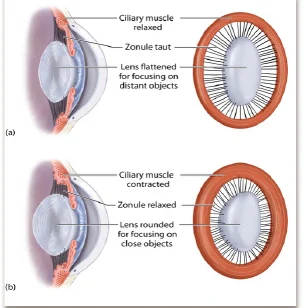 Ciliary muscle
relaxed
Zonule taut
Lens flattened
for focusing on
distant objects
(a)
Ciliary muscle
contracted
Zonule relaxed
Lens rounded
for focusing on
close objects
(b)